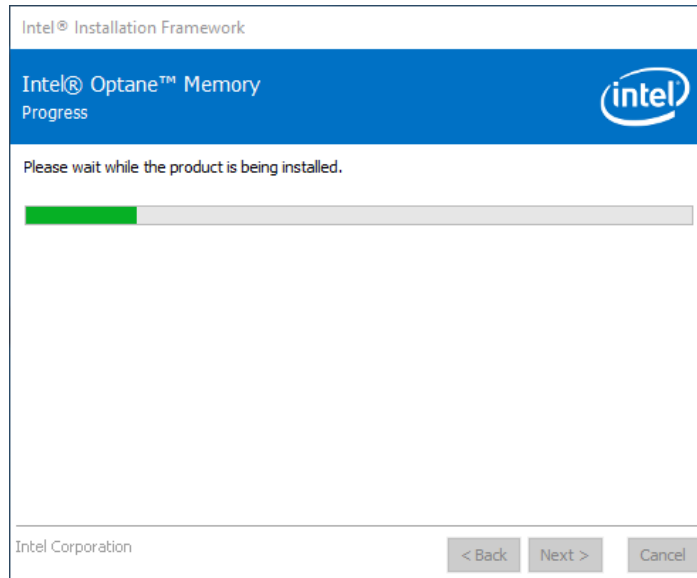 Intel® Installation Framework
Intel® Optane™ Memory
Progress
intel
Please wait while the product is being installed.
Intel Corporation
< Back Next > Cancel